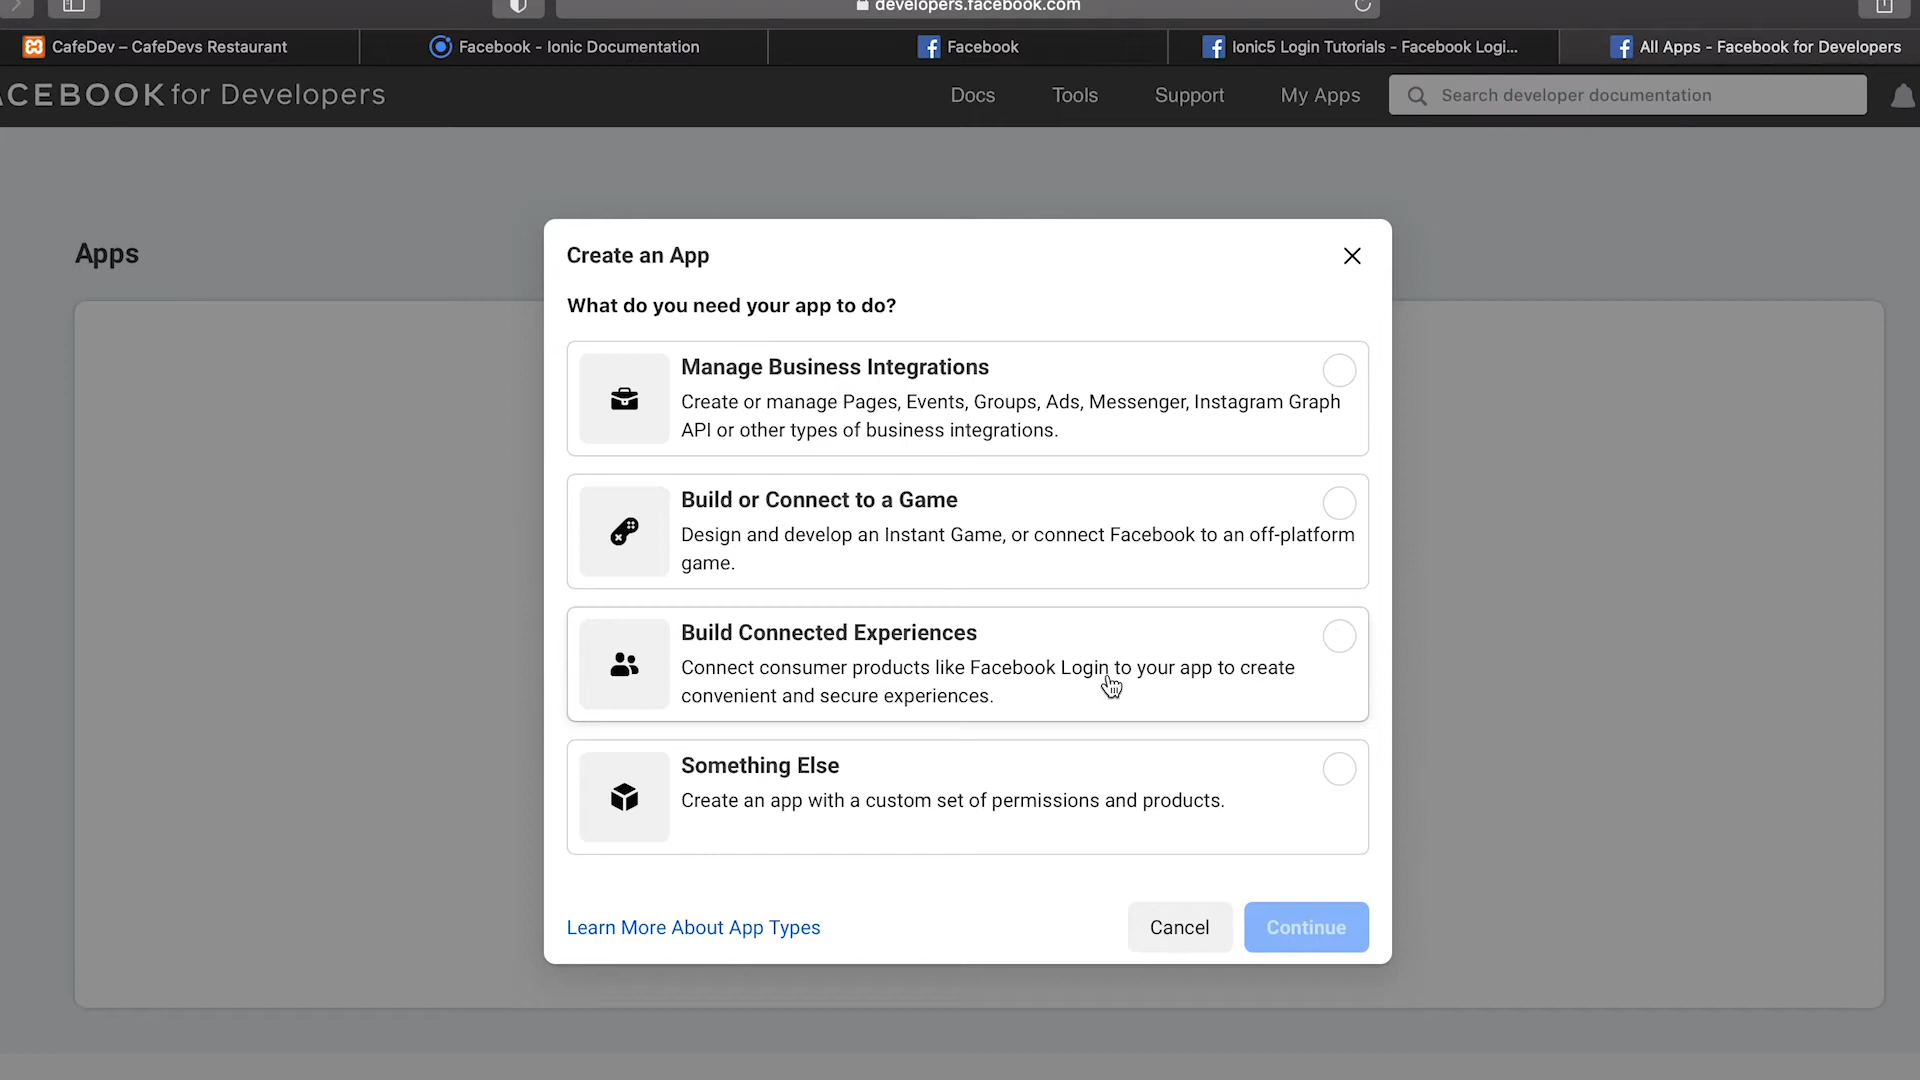 developers.facebook.com
CafeDev – CafeDevs Restaurant
Facebook - Ionic Documentation
Facebook
Ionic5 Login Tutorials - Facebook Logi...
All Apps - Facebook for Developers
ACEBOOK for Developers
Docs
Tools
Support
My Apps
Search developer documentation
Apps
Create an App
What do you need your app to do?
Manage Business Integrations
Create or manage Pages, Events, Groups, Ads, Messenger, Instagram Graph
API or other types of business integrations.
Build or Connect to a Game
Design and develop an Instant Game, or connect Facebook to an off-platform
game.
Build Connected Experiences
Connect consumer products like Facebook Login to your app to create
convenient and secure experiences.
Something Else
Create an app with a custom set of permissions and products.
Learn More About App Types
Cancel
Continue